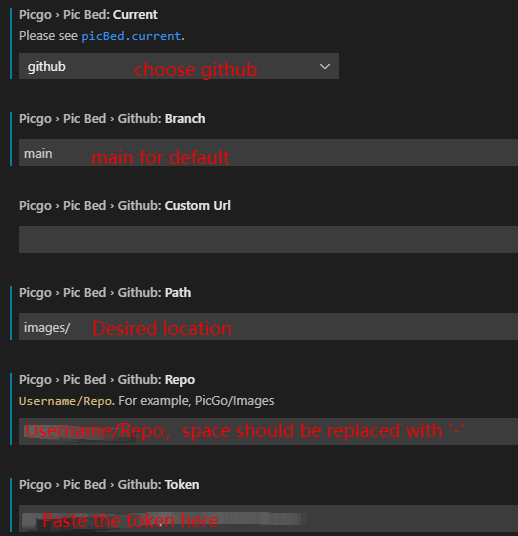 Picgo › Pic Bed: Current
Please see picBed.current.
github choose github
Picgo › Pic Bed › Github: Branch
main main for default
Picgo › Pic Bed › Github: Custom Url
Picgo › Pic Bed › Github: Path
images/ Desired location
Picgo › Pic Bed › Github: Repo
Username/Repo. For example, PicGo/Images
Username/Repo, space should be replaced with '-'
Picgo › Pic Bed › Github: Token
Paste the token here